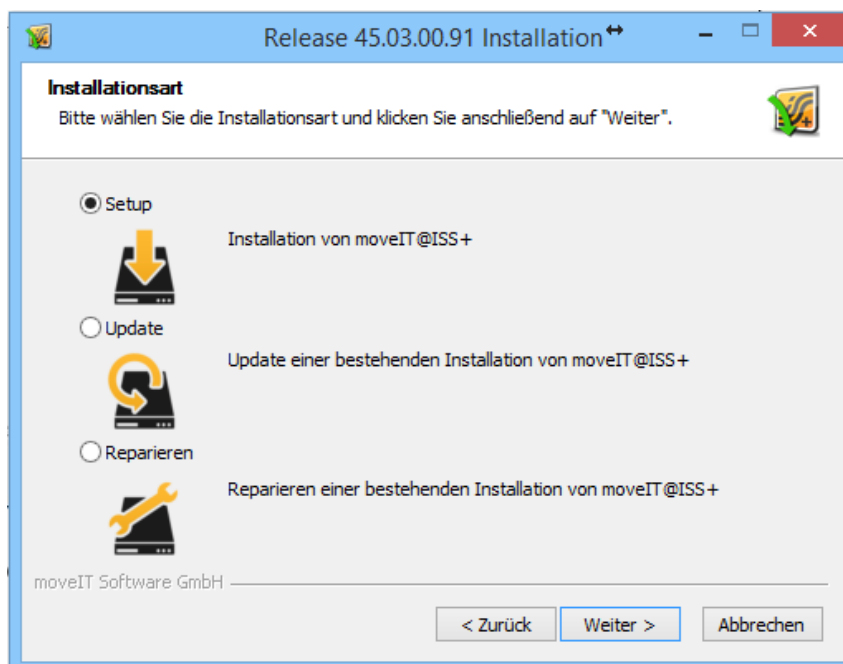 Release 45.03.00.91 Installation
Installationsart
Bitte wählen Sie die Installationsart und klicken Sie anschließend auf "Weiter".
Setup
Installation von moveIT@ISS+
Update
Update einer bestehenden Installation von moveIT@ISS+
Reparieren
Reparieren einer bestehenden Installation von moveIT@ISS+
moveIT Software GmbH
< Zurück
Weiter >
Abbrechen